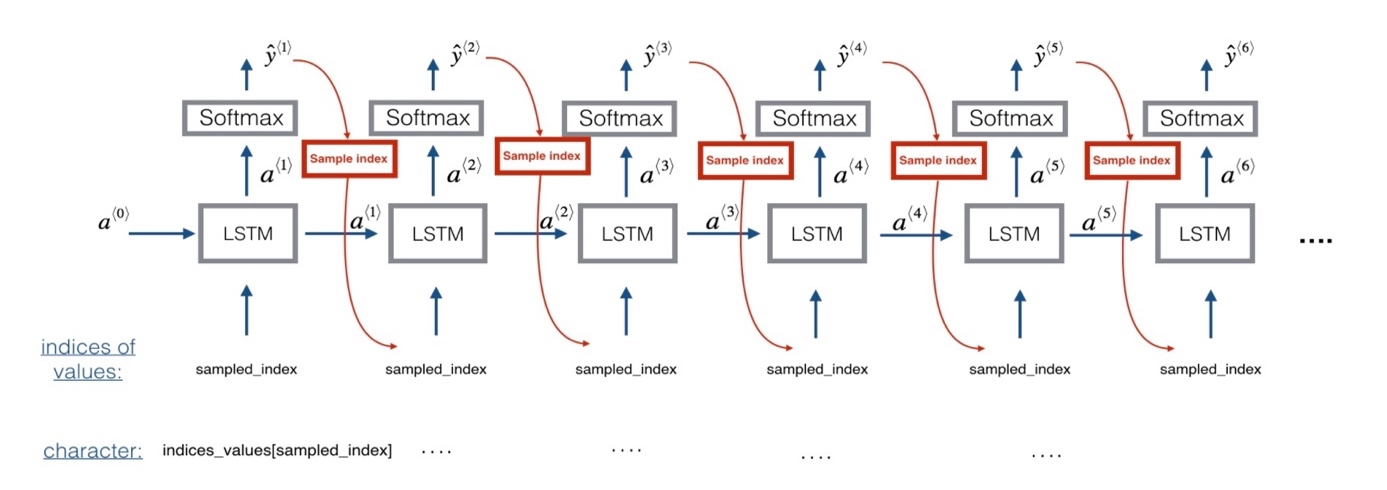 ŷ⟨1⟩ ŷ⟨2⟩ ŷ⟨3⟩ ŷ⟨4⟩ ŷ⟨5⟩ ŷ⟨6⟩
Softmax Softmax Softmax Softmax Softmax Softmax
Sample index Sample index Sample index Sample index Sample index
a⟨1⟩ a⟨2⟩ a⟨3⟩ a⟨4⟩ a⟨5⟩ a⟨6⟩
a⟨0⟩ a⟨1⟩ a⟨2⟩ a⟨3⟩ a⟨4⟩ a⟨5⟩
LSTM LSTM LSTM LSTM LSTM LSTM ....
indices of
values:
sampled_index sampled_index sampled_index sampled_index sampled_index sampled_index
character: indices_values[sampled_index] .... .... .... ....